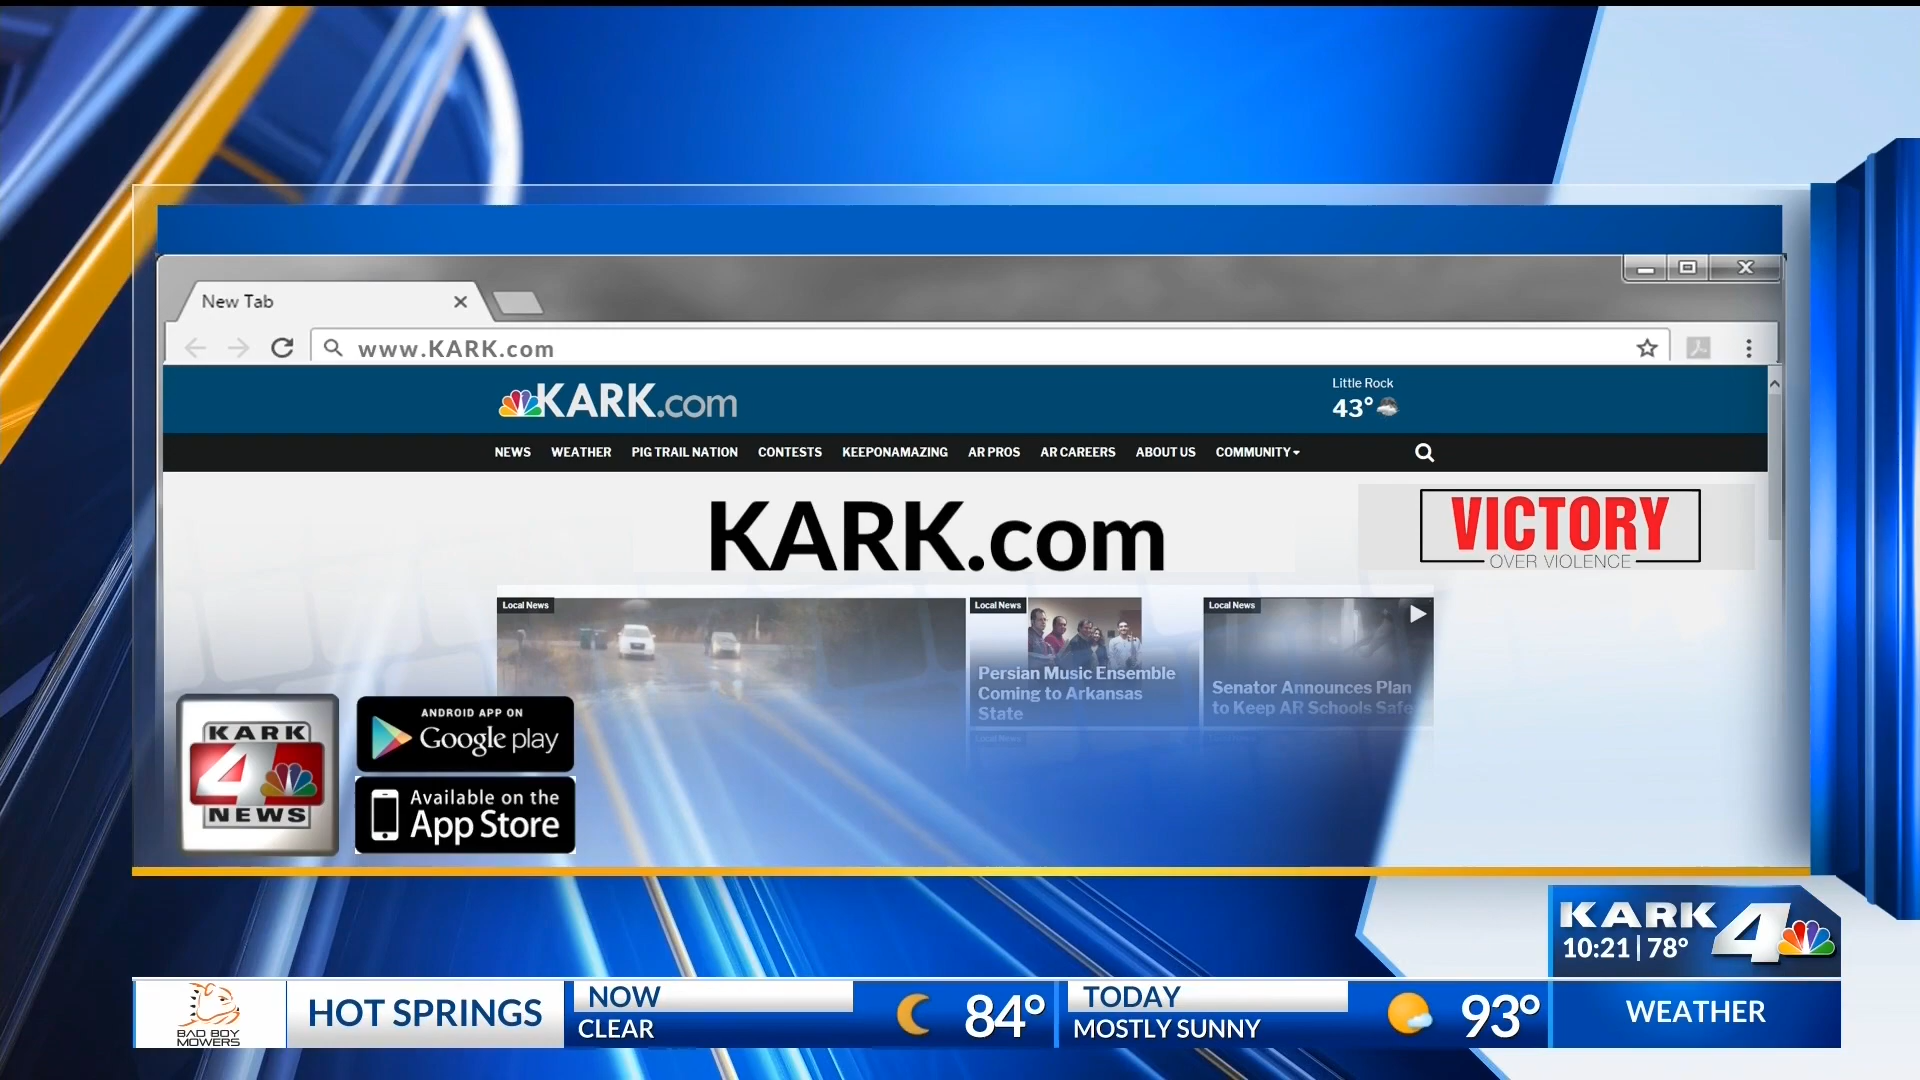 New Tab
www.KARK.com
KARK.com
Little Rock
43°
NEWS WEATHER PIG TRAIL NATION CONTESTS KEEPONAMAZING AR PROS AR CAREERS ABOUT US COMMUNITY
KARK.com
VICTORY
OVER VIOLENCE
Local News
Local News
Persian Music Ensemble
Coming to Arkansas
State
Local News
Senator Announces Plan
to Keep AR Schools Safe
Local News
KARK
4
NEWS
ANDROID APP ON
Google play
Available on the
App Store
KARK 4
10:21 | 78°
BAD BOY
MOWERS
HOT SPRINGS
NOW
CLEAR
84°
TODAY
MOSTLY SUNNY
93°
WEATHER